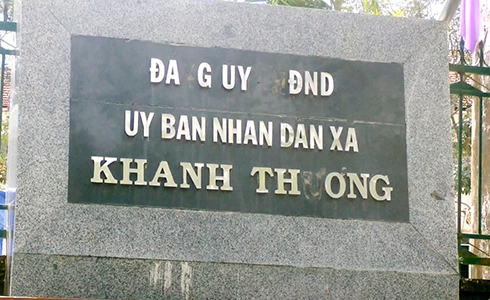 ĐA G UY ĐND
UY BAN NHAN DAN XA
KHANH THƯƠNG